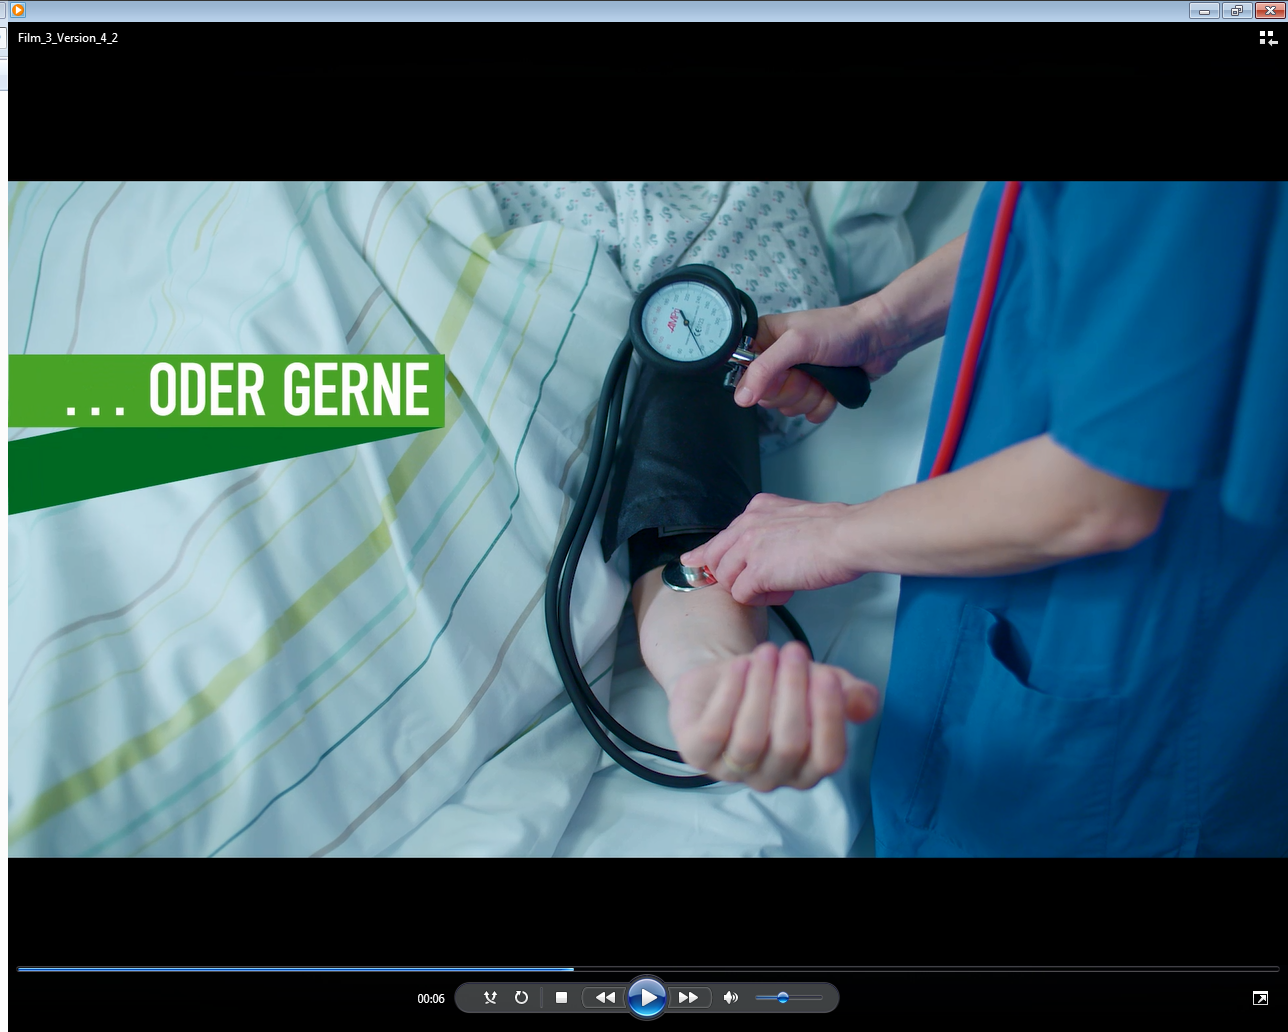 Film_3_Version_4_2
... ODER GERNE
00:06